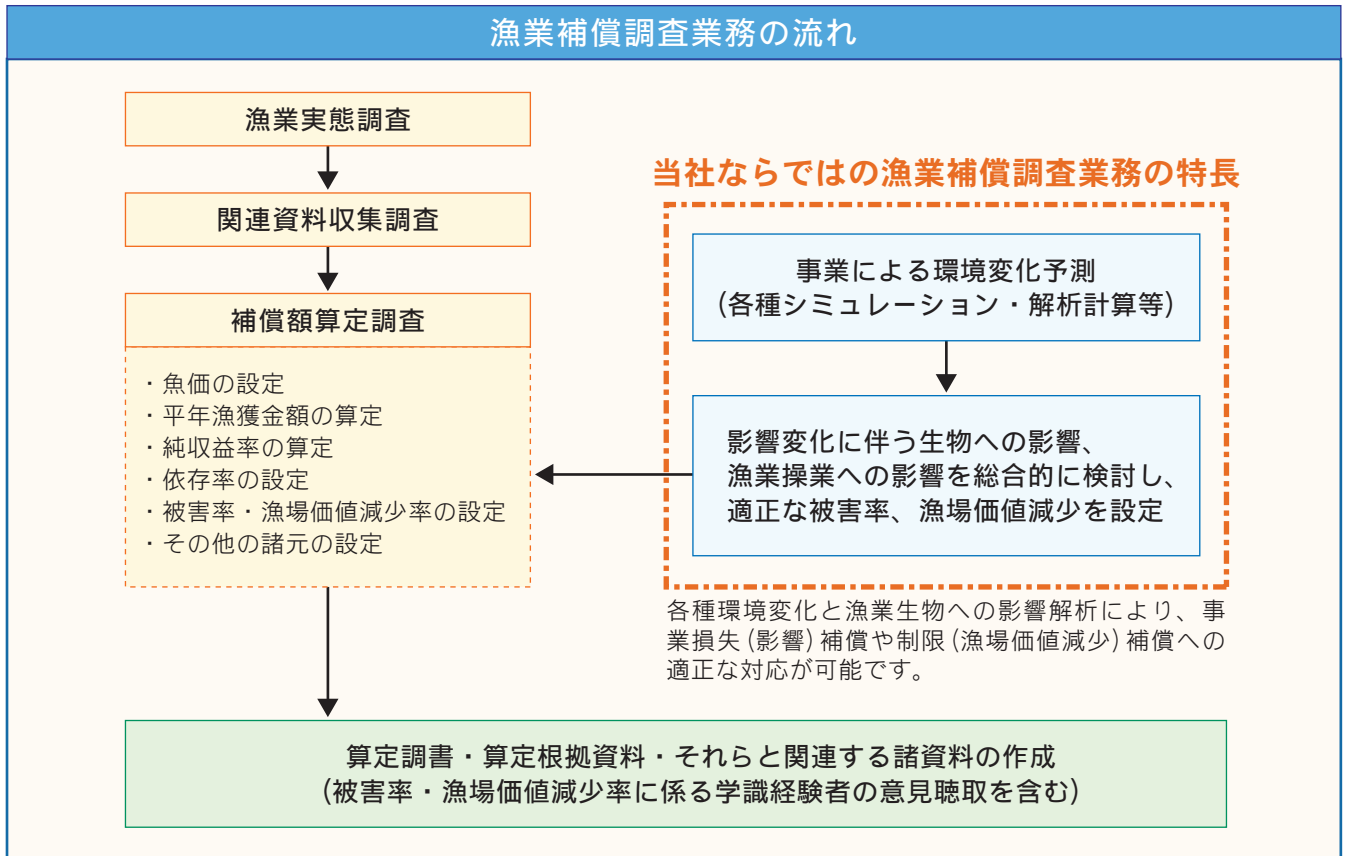 漁業補償調査業務の流れ
漁業実態調査
関連資料収集調査
補償額算定調査
・魚価の設定
・平年漁獲金額の算定
・純収益率の算定
・依存率の設定
・被害率・漁場価値減少率の設定
・その他の諸元の設定
当社ならではの漁業補償調査業務の特長
事業による環境変化予測
(各種シミュレーション・解析計算等)
影響変化に伴う生物への影響、
漁業操業への影響を総合的に検討し、
適正な被害率、漁場価値減少を設定
各種環境変化と漁業生物への影響解析により、事
業損失(影響)補償や制限(漁場価値減少)補償への
適正な対応が可能です。
算定調書・算定根拠資料・それらと関連する諸資料の作成
(被害率・漁場価値減少率に係る学識経験者の意見聴取を含む)